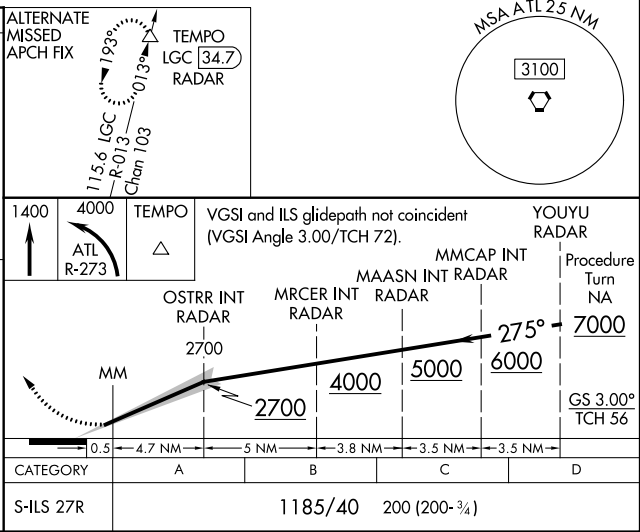 ALTERNATE
MISSED
APCH FIX
193°
013°
TEMPO
LGC 34.7
RADAR
115.6 LGC
R-013
Chan 103
MSA ATL 25 NM
3100
1400
4000
ATL
R-273
TEMPO
VGSI and ILS glidepath not coincident
(VGSI Angle 3.00/TCH 72).
YOUYU
RADAR
Procedure
Turn
NA
MMCAP INT
RADAR
MAASN INT
RADAR
MRCER INT
RADAR
OSTRR INT
RADAR
2700
MM
275°
7000
6000
5000
4000
2700
GS 3.00°
TCH 56
0.5 4.7 NM 5 NM 3.8 NM 3.5 NM 3.5 NM
CATEGORY A B C D
S-ILS 27R 1185/40 200 (200-¾)